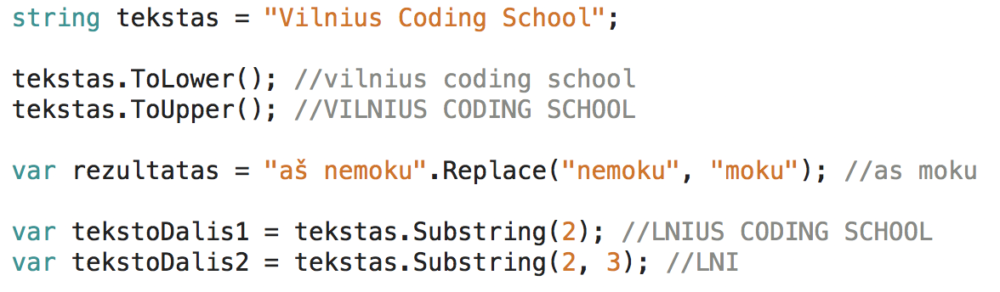 string tekstas = "Vilnius Coding School";
tekstas.ToLower(); //vilnius coding school
tekstas.ToUpper(); //VILNIUS CODING SCHOOL
var rezultatas = "aš nemoku".Replace("nemoku", "moku"); //as moku
var tekstoDalis1 = tekstas.Substring(2); //LNIUS CODING SCHOOL
var tekstoDalis2 = tekstas.Substring(2, 3); //LNI